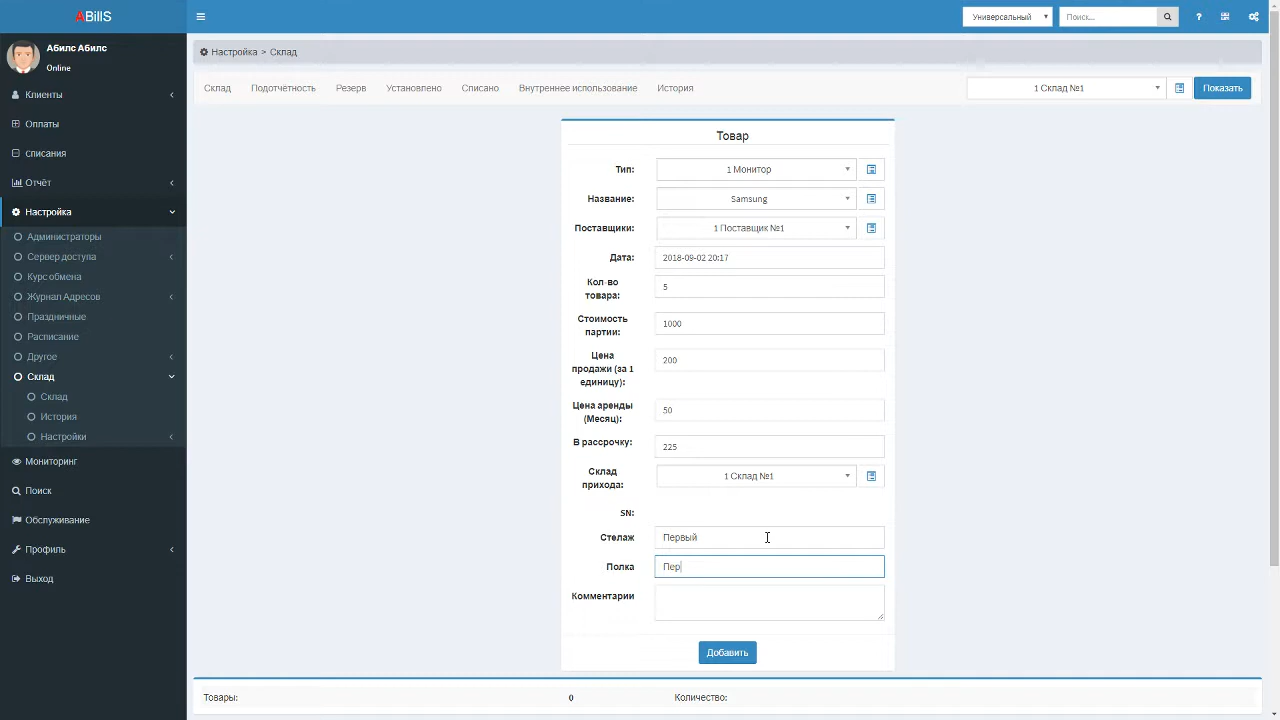 ABillS
Универсальный
Поиск...
Абилс Абилс
Online
Клиенты
Оплаты
Списания
Отчёт
Настройка
Администраторы
Сервер доступа
Курс обмена
Журнал Адресов
Праздничные
Расписание
Другое
Склад
Склад
История
Настройки
Мониторинг
Поиск
Обслуживание
Профиль
Выход
Настройка > Склад
Склад Подотчетность Резерв Установлено Списано Внутреннее использование История
1 Склад №1
Показать
Товар
Тип: 1 Монитор
Название: Samsung
Поставщики: 1 Поставщик №1
Дата: 2018-09-02 20:17
Кол-во
товара: 5
Стоимость
партии: 1000
Цена
продажи (за 1
единицу): 200
Цена аренды
(Месяц): 50
В рассрочку: 225
Склад
прихода: 1 Склад №1
SN:
Стелаж Первый
Полка Пер
Комментарии
Добавить
Товары: 0 Количество: